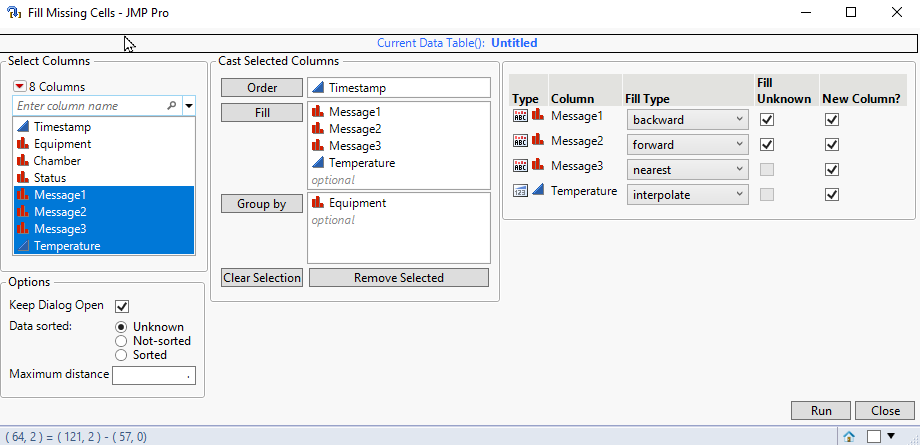 Fill Missing Cells - JMP Pro
Current Data Table(): Untitled
Select Columns
8 Columns
Enter column name
Timestamp
Equipment
Chamber
Status
Message1
Message2
Message3
Temperature
Options
Keep Dialog Open
Data sorted:
Unknown
Not-sorted
Sorted
Maximum distance .
Cast Selected Columns
Order
Timestamp
Fill
Message1
Message2
Message3
Temperature
optional
Group by
Equipment
optional
Clear Selection
Remove Selected
Type Column Fill Type Fill Unknown New Column?
Message1 backward
Message2 forward
Message3 nearest
Temperature interpolate
Run
Close
( 64, 2 ) = ( 121, 2 ) - ( 57, 0)